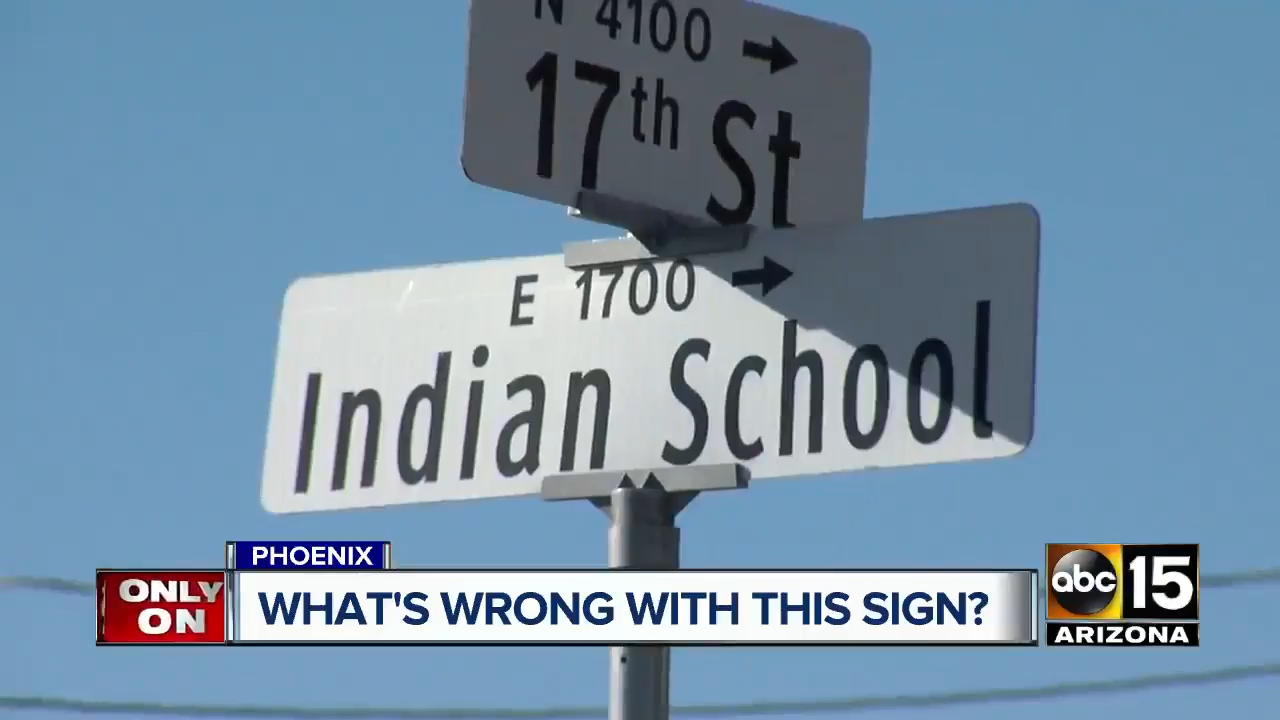 N 4100 →
17th St
E 1700 →
Indian School
PHOENIX
ONLY
ON
WHAT'S WRONG WITH THIS SIGN?
abc 15
ARIZONA